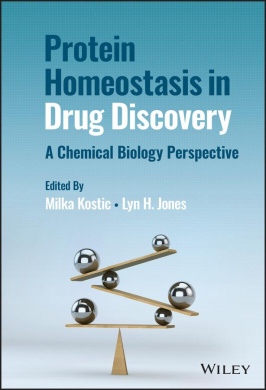 Protein
Homeostasis in
Drug Discovery
A Chemical Biology Perspective
Edited By
Milka Kostic • Lyn H. Jones
WILEY